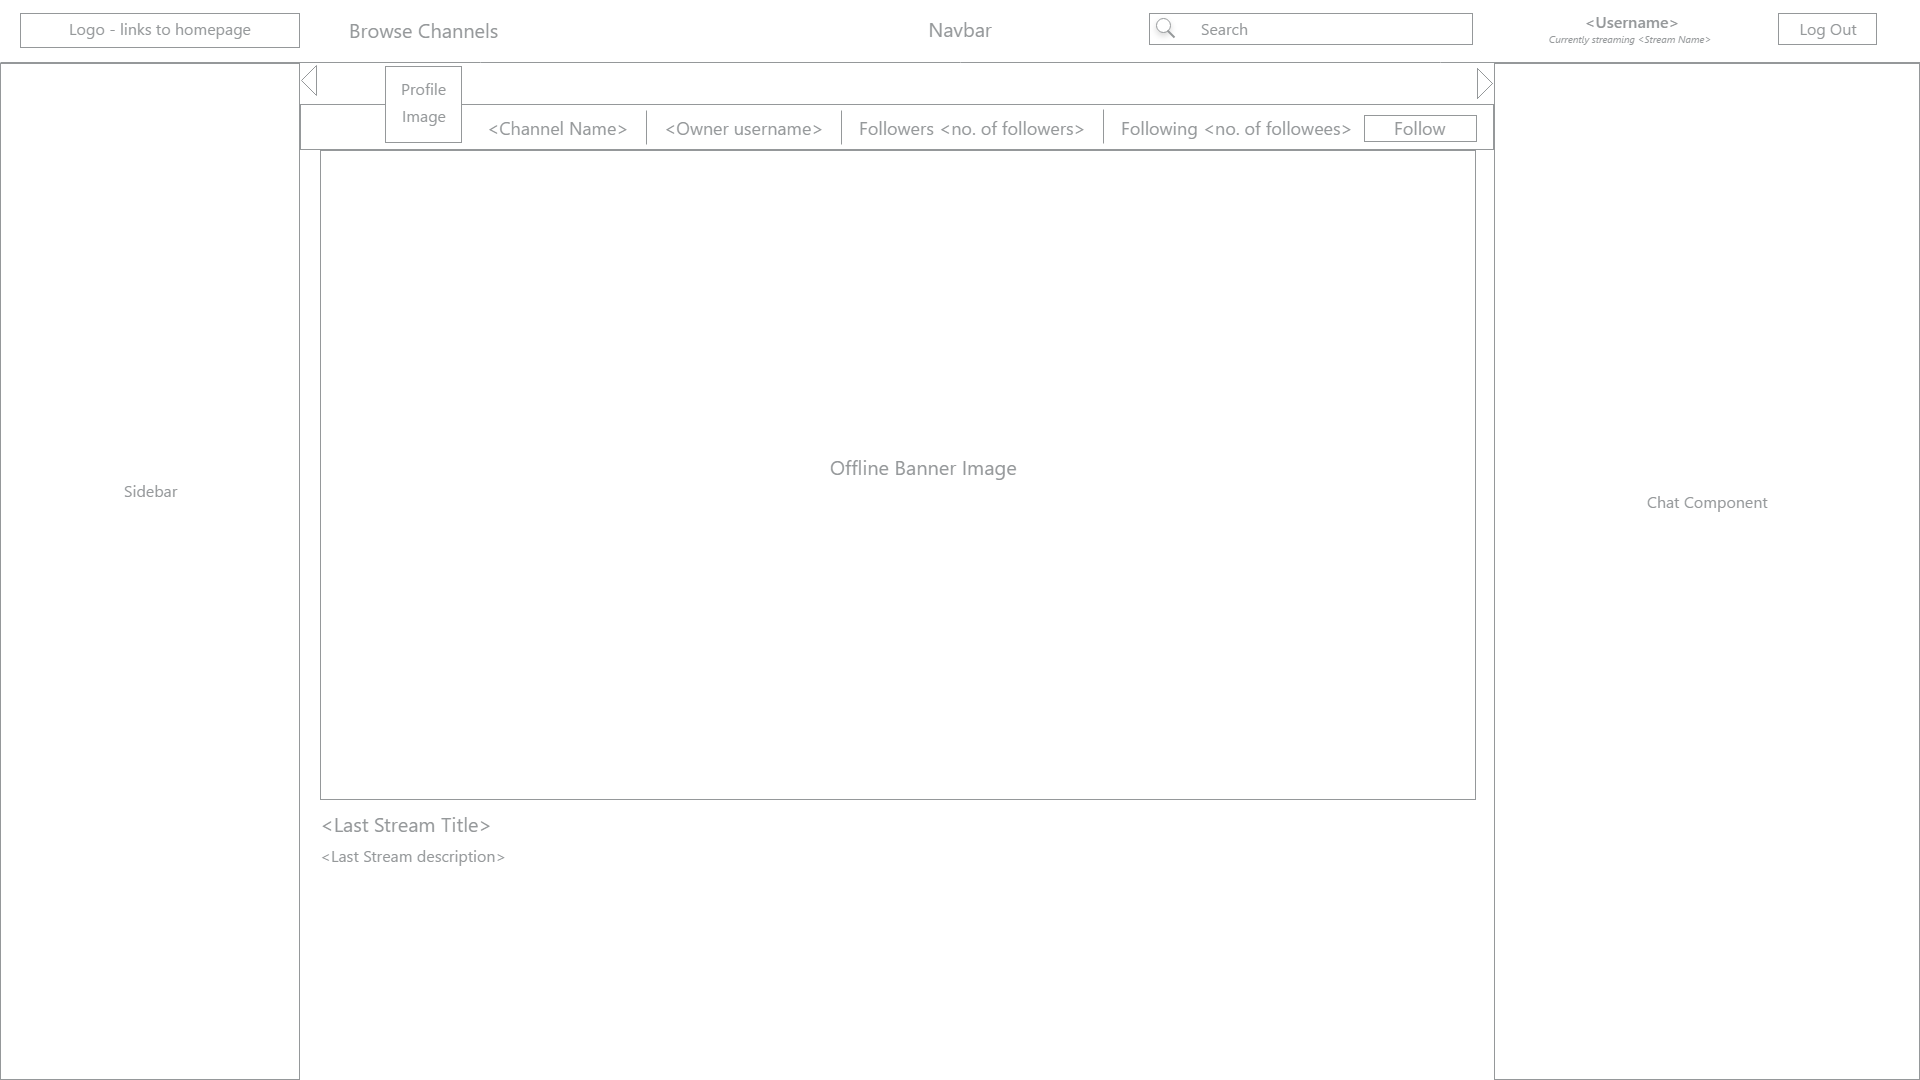 Logo - links to homepage
Browse Channels
Navbar
Search
<Username>
Currently streaming <Stream Name>
Log Out
Profile
Image
<Channel Name>
<Owner username>
Followers <no. of followers>
Following <no. of followees>
Follow
Offline Banner Image
Sidebar
Chat Component
<Last Stream Title>
<Last Stream description>